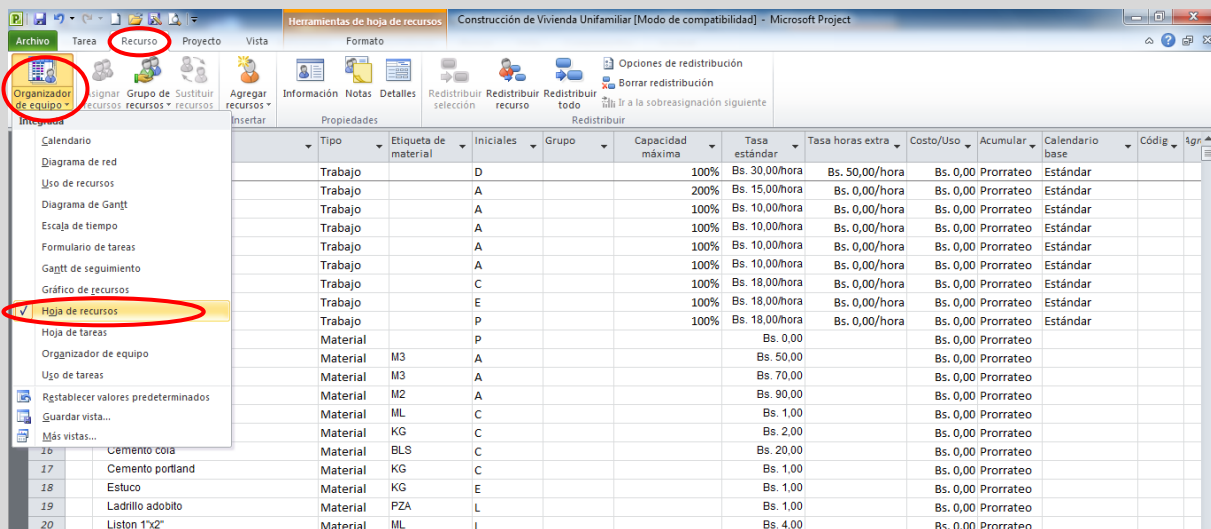 Herramientas de hoja de recursos
Construcción de Vivienda Unifamiliar [Modo de compatibilidad] - Microsoft Project
Archivo Tarea Recurso Proyecto Vista Formato
Organizador de equipo
recursos
Grupo de recursos
Sustituir recursos
Agregar recursos
Información Notas Detalles
Redistribuir selección
Redistribuir recurso
Redistribuir todo
Opciones de redistribución
Borrar redistribución
Ir a la sobreasignación siguiente
Insertar Propiedades Redistribuir
Integrada
Calendario
Diagrama de red
Uso de recursos
Diagrama de Gantt
Escala de tiempo
Formulario de tareas
Gantt de seguimiento
Gráfico de recursos
Hoja de recursos
Hoja de tareas
Organizador de equipo
Uso de tareas
Restablecer valores predeterminados
Guardar vista...
Más vistas...
Tipo Etiqueta de material Iniciales Grupo Capacidad máxima Tasa estándar Tasa horas extra Costo/Uso Acumular Calendario base Códig
Trabajo D 100% Bs. 30,00/hora Bs. 50,00/hora Bs. 0,00 Prorrateo Estándar
Trabajo A 200% Bs. 15,00/hora Bs. 0,00/hora Bs. 0,00 Prorrateo Estándar
Trabajo A 100% Bs. 10,00/hora Bs. 0,00/hora Bs. 0,00 Prorrateo Estándar
Trabajo A 100% Bs. 10,00/hora Bs. 0,00/hora Bs. 0,00 Prorrateo Estándar
Trabajo A 100% Bs. 10,00/hora Bs. 0,00/hora Bs. 0,00 Prorrateo Estándar
Trabajo A 100% Bs. 10,00/hora Bs. 0,00/hora Bs. 0,00 Prorrateo Estándar
Trabajo C 100% Bs. 18,00/hora Bs. 0,00/hora Bs. 0,00 Prorrateo Estándar
Trabajo E 100% Bs. 18,00/hora Bs. 0,00/hora Bs. 0,00 Prorrateo Estándar
Trabajo P 100% Bs. 18,00/hora Bs. 0,00/hora Bs. 0,00 Prorrateo Estándar
Material P Bs. 0,00 Bs. 0,00 Prorrateo
Material M3 A Bs. 50,00 Bs. 0,00 Prorrateo
Material M3 A Bs. 70,00 Bs. 0,00 Prorrateo
Material M2 A Bs. 90,00 Bs. 0,00 Prorrateo
Material ML C Bs. 1,00 Bs. 0,00 Prorrateo
Material KG C Bs. 2,00 Bs. 0,00 Prorrateo
16 Cemento cola Material BLS C Bs. 20,00 Bs. 0,00 Prorrateo
17 Cemento portland Material KG C Bs. 1,00 Bs. 0,00 Prorrateo
18 Estuco Material KG E Bs. 1,00 Bs. 0,00 Prorrateo
19 Ladrillo adobito Material PZA L Bs. 1,00 Bs. 0,00 Prorrateo
20 Liston 1"x2" Material ML L Bs. 4,00 Bs. 0,00 Prorrateo